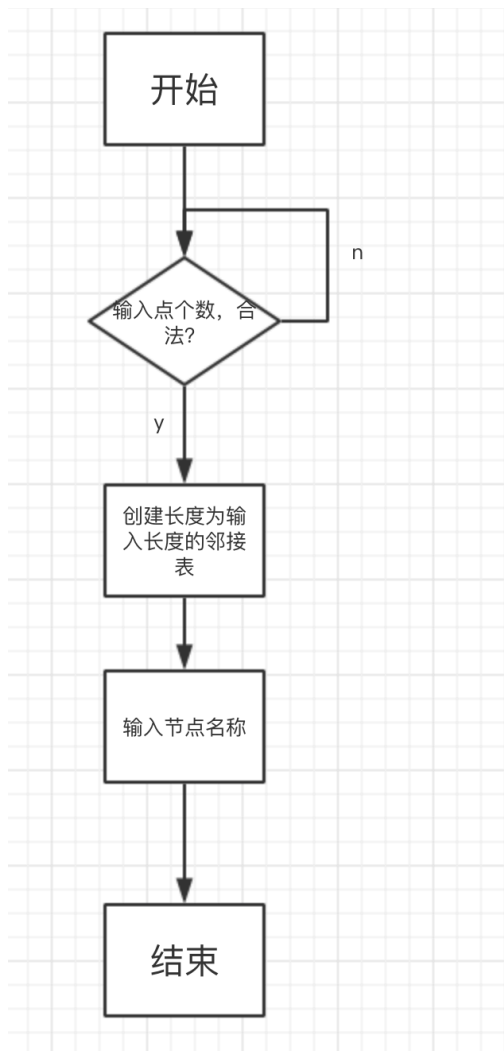 开始
n
输入点个数，合
法?
y
创建长度为输
入长度的邻接
表
输入节点名称
结束